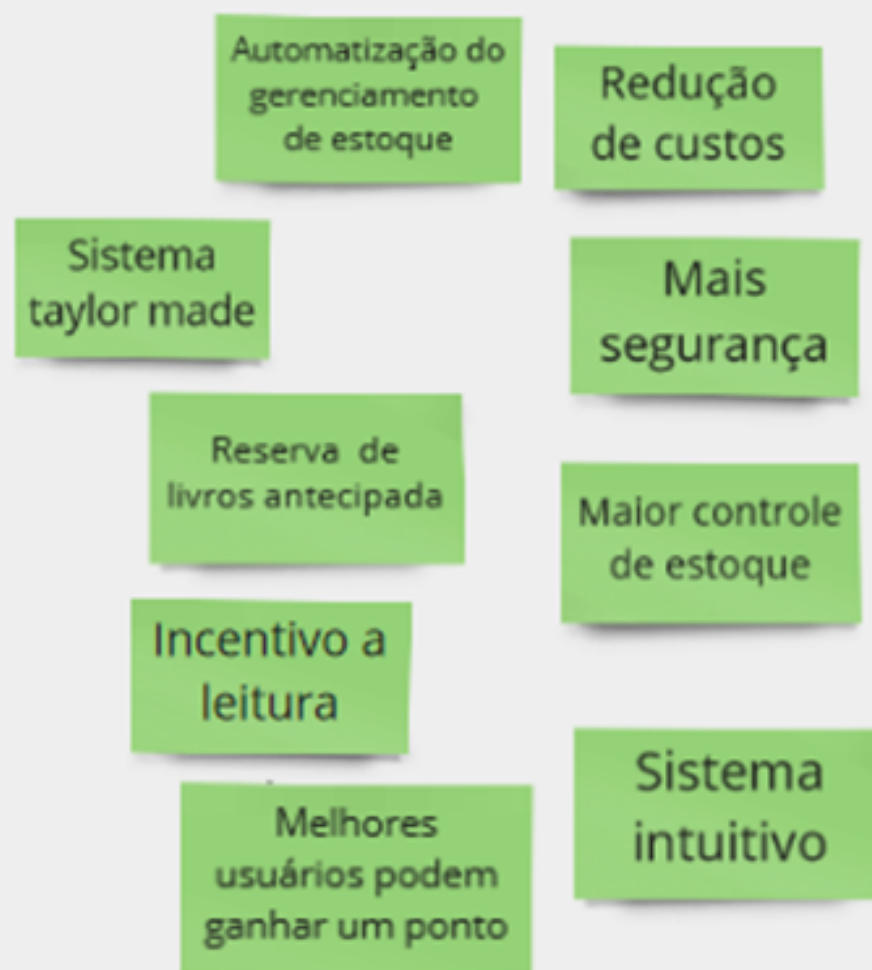 Automatização do
gerenciamento
de estoque
Redução
de custos
Sistema
taylor made
Mais
segurança
Reserva de
livros antecipada
Maior controle
de estoque
Incentivo a
leitura
Sistema
intuitivo
Melhores
usuários podem
ganhar um ponto